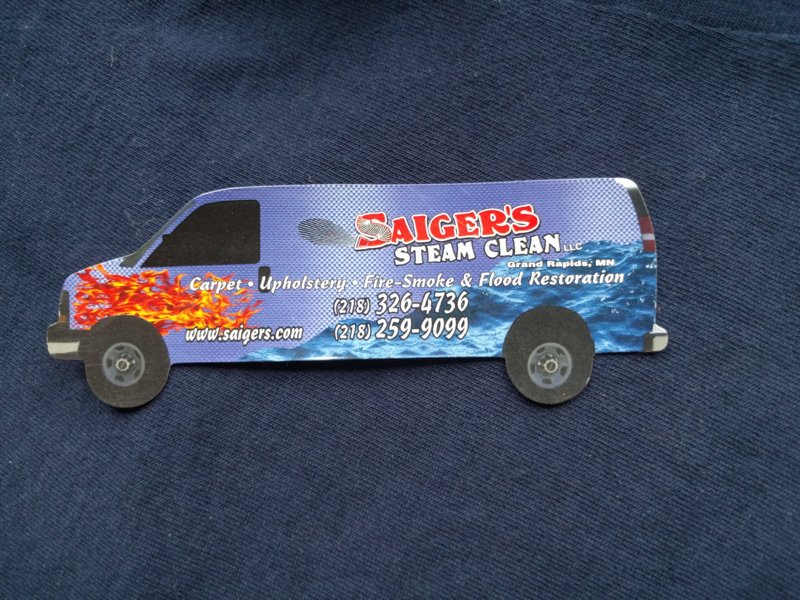 SAIGER'S
STEAM CLEAN LLC
Grand Rapids, MN
Carpet • Upholstery • Fire-Smoke & Flood Restoration
(218) 326-4736
www.saigers.com (218) 259-9099